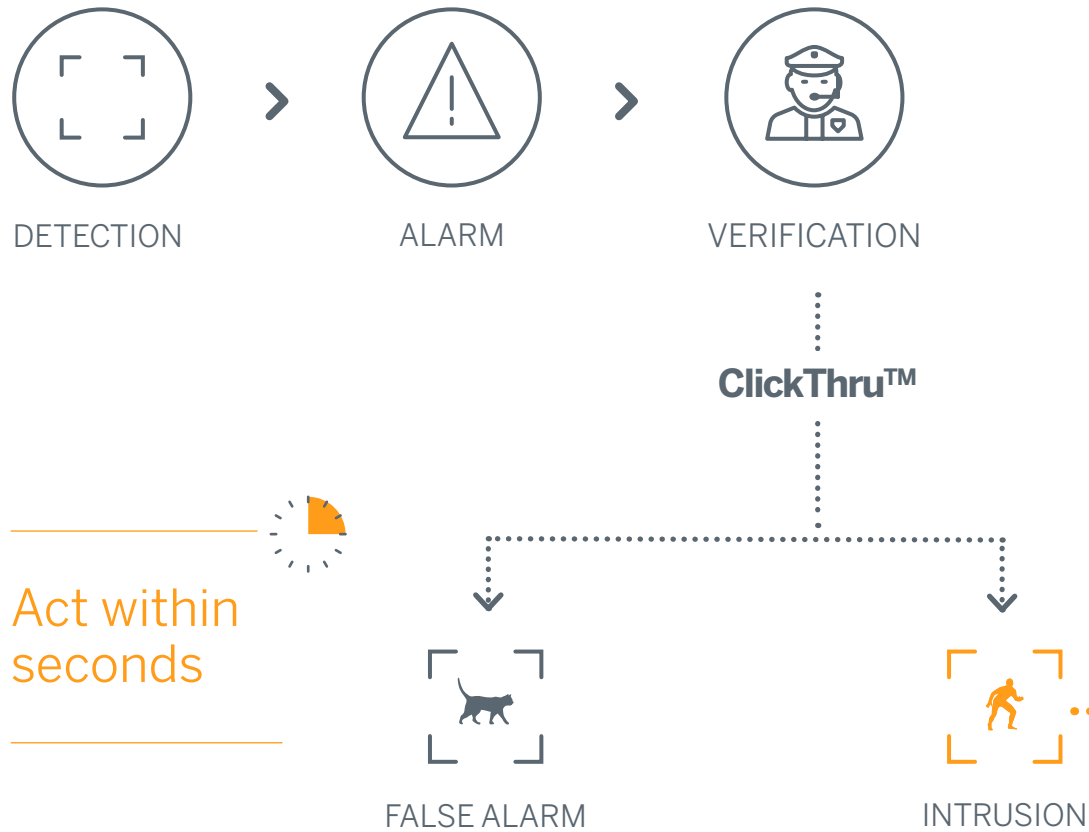 DETECTION
ALARM
VERIFICATION
ClickThru™
Act within
seconds
FALSE ALARM
INTRUSION